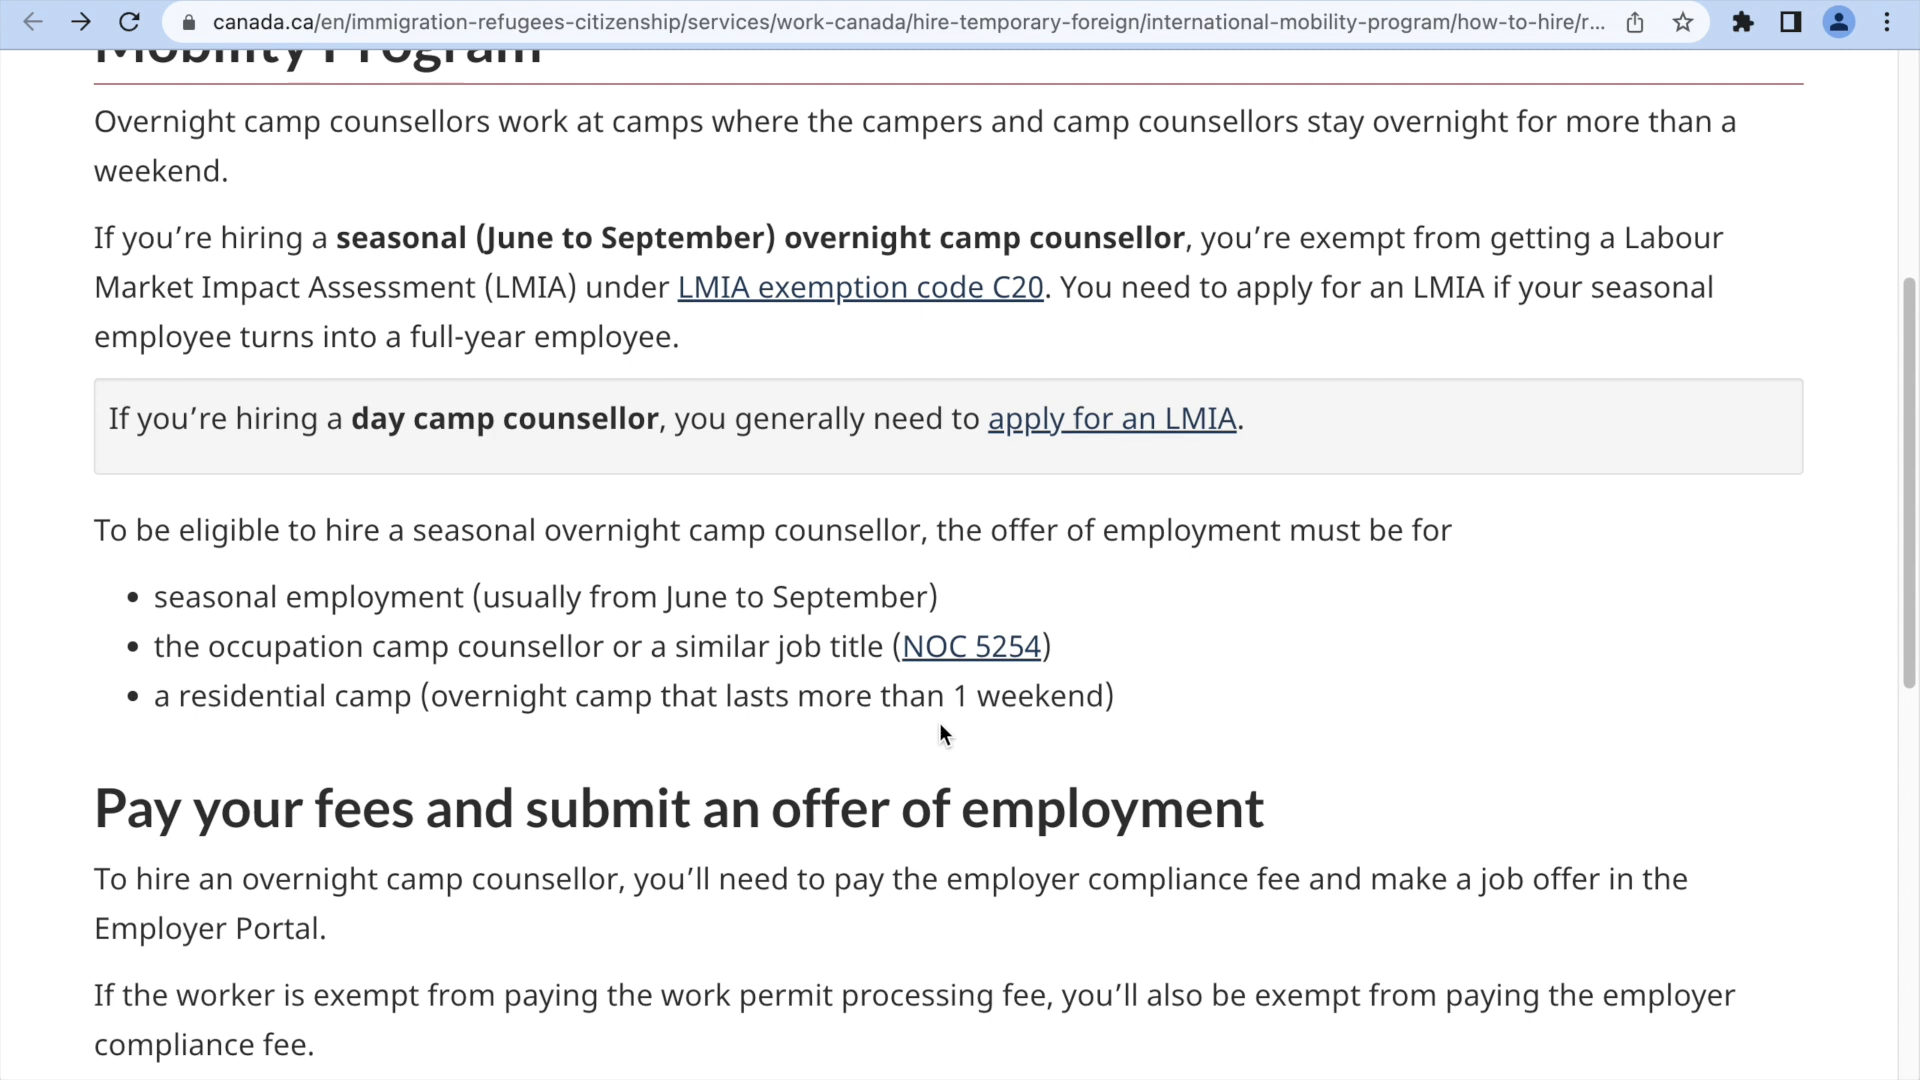 canada.ca/en/immigration-refugees-citizenship/services/work-canada/hire-temporary-foreign/international-mobility-program/how-to-hire/r...
Mobility Program
Overnight camp counsellors work at camps where the campers and camp counsellors stay overnight for more than a
weekend.
If you’re hiring a seasonal (June to September) overnight camp counsellor, you’re exempt from getting a Labour
Market Impact Assessment (LMIA) under LMIA exemption code C20. You need to apply for an LMIA if your seasonal
employee turns into a full-year employee.
If you’re hiring a day camp counsellor, you generally need to apply for an LMIA.
To be eligible to hire a seasonal overnight camp counsellor, the offer of employment must be for
• seasonal employment (usually from June to September)
• the occupation camp counsellor or a similar job title (NOC 5254)
• a residential camp (overnight camp that lasts more than 1 weekend)
Pay your fees and submit an offer of employment
To hire an overnight camp counsellor, you’ll need to pay the employer compliance fee and make a job offer in the
Employer Portal.
If the worker is exempt from paying the work permit processing fee, you’ll also be exempt from paying the employer
compliance fee.